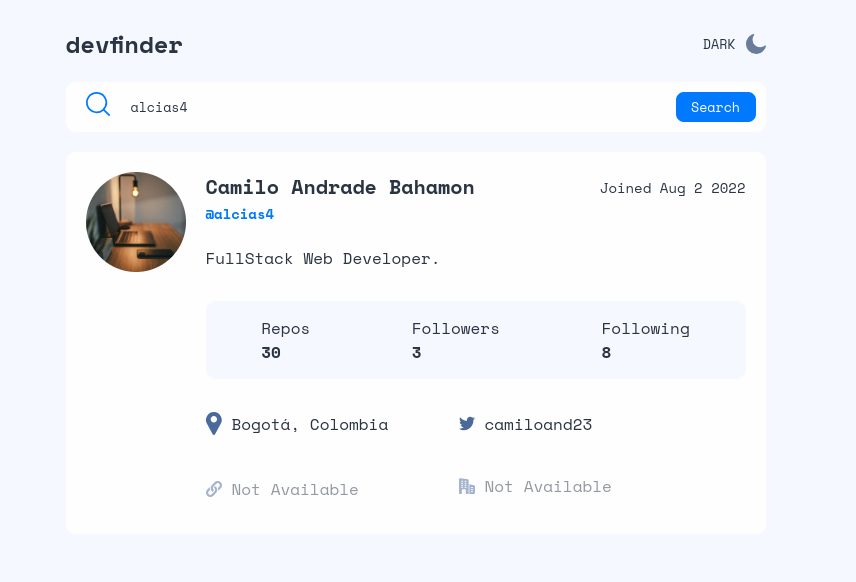 devfinder
DARK
alcias4
Search
Camilo Andrade Bahamon
Joined Aug 2 2022
@alcias4
FullStack Web Developer.
Repos Followers Following
30 3 8
Bogotá, Colombia camiloand23
Not Available Not Available